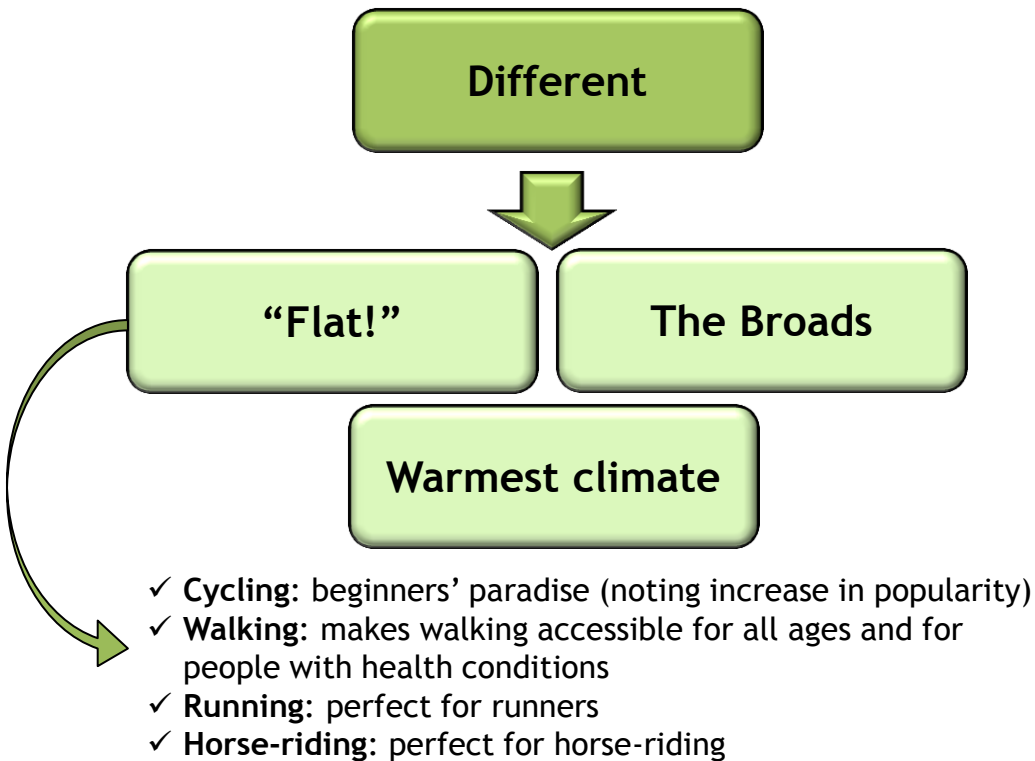 Different
“Flat!”
The Broads
Warmest climate
✓ Cycling: beginners’ paradise (noting increase in popularity)
✓ Walking: makes walking accessible for all ages and for
people with health conditions
✓ Running: perfect for runners
✓ Horse-riding: perfect for horse-riding